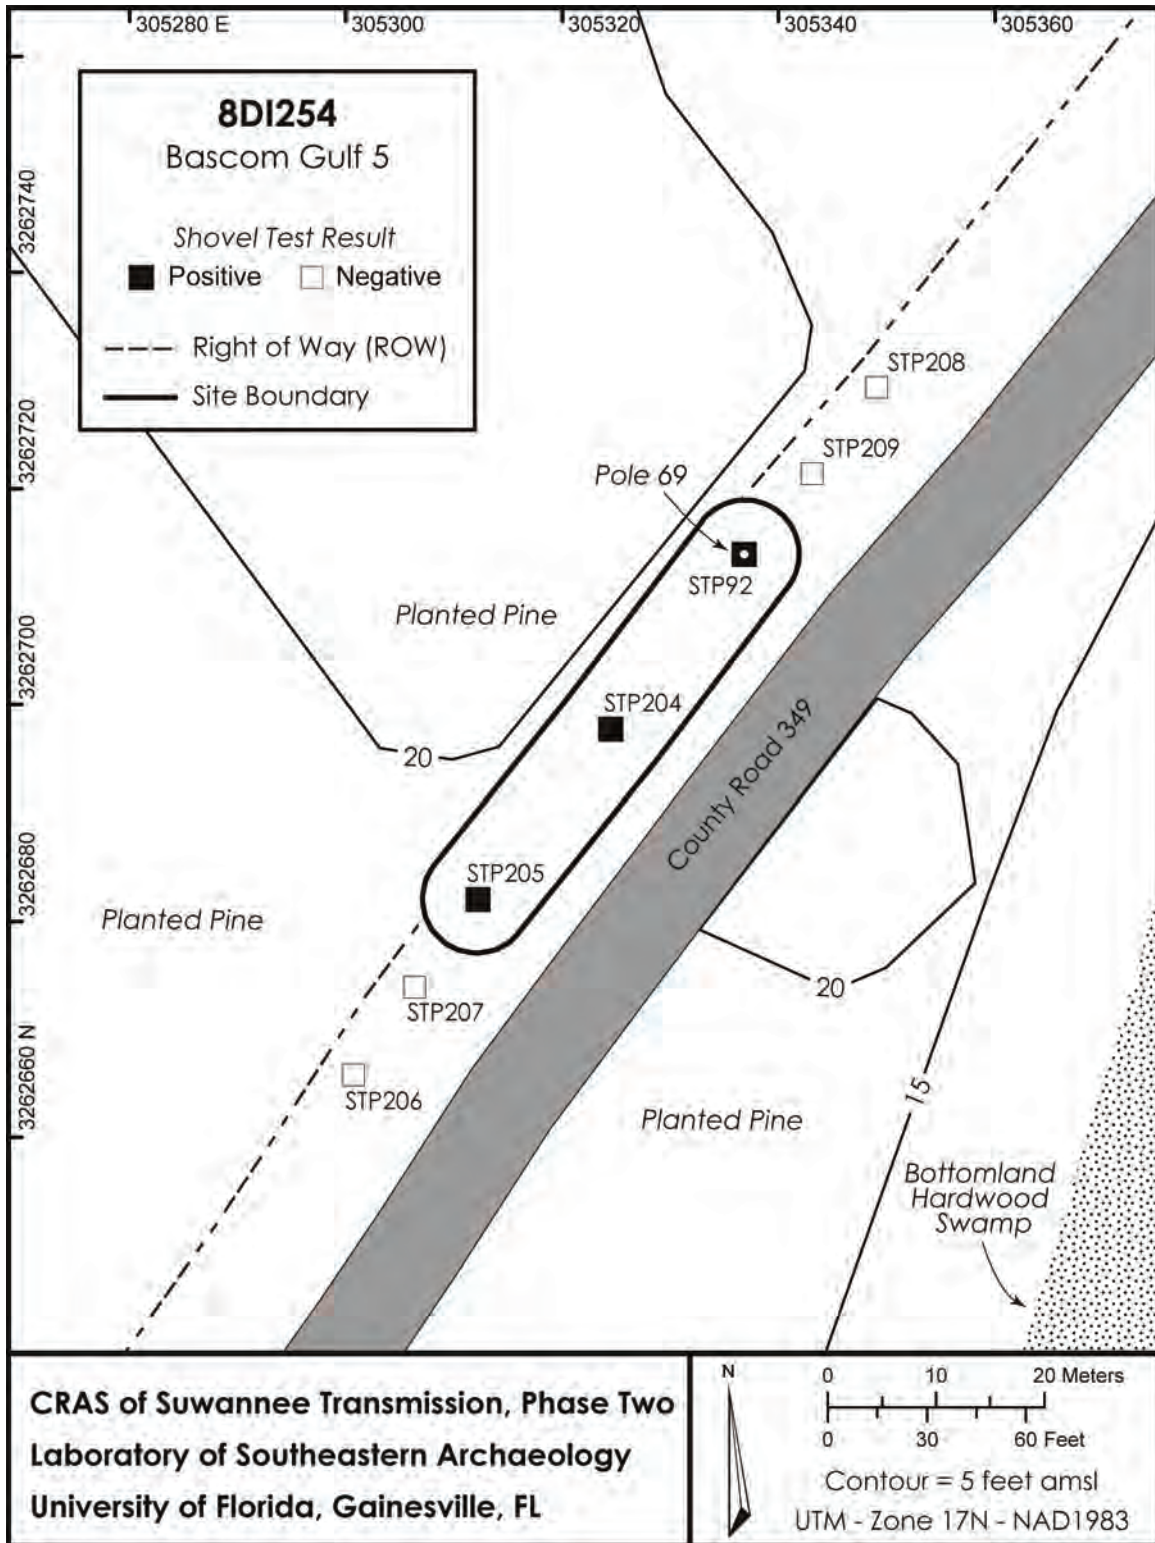 305280 E
305300
305320
305340
305360
8DI254
Bascom Gulf 5
Shovel Test Result
Positive
Negative
Right of Way (ROW)
Site Boundary
3262740
3262720
3262700
3262680
3262660 N
STP208
STP209
Pole 69
STP92
Planted Pine
STP204
20
County Road 349
STP205
Planted Pine
STP207
20
STP206
15
Planted Pine
Bottomland
Hardwood
Swamp
CRAS of Suwannee Transmission, Phase Two
Laboratory of Southeastern Archaeology
University of Florida, Gainesville, FL
N
0 10 20 Meters
0 30 60 Feet
Contour = 5 feet amsl
UTM - Zone 17N - NAD1983